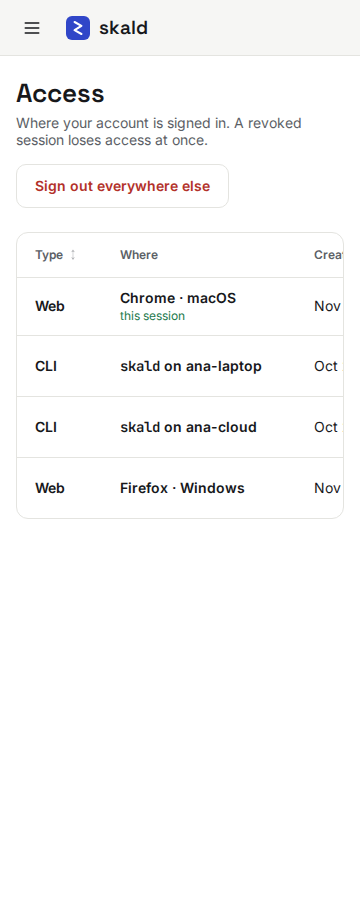 skald
Access
Where your account is signed in. A revoked
session loses access at once.
Sign out everywhere else
Type Where
Web Chrome · macOS Nov
this session
CLI skald on ana-laptop Oct
CLI skald on ana-cloud Oct
Web Firefox · Windows Nov